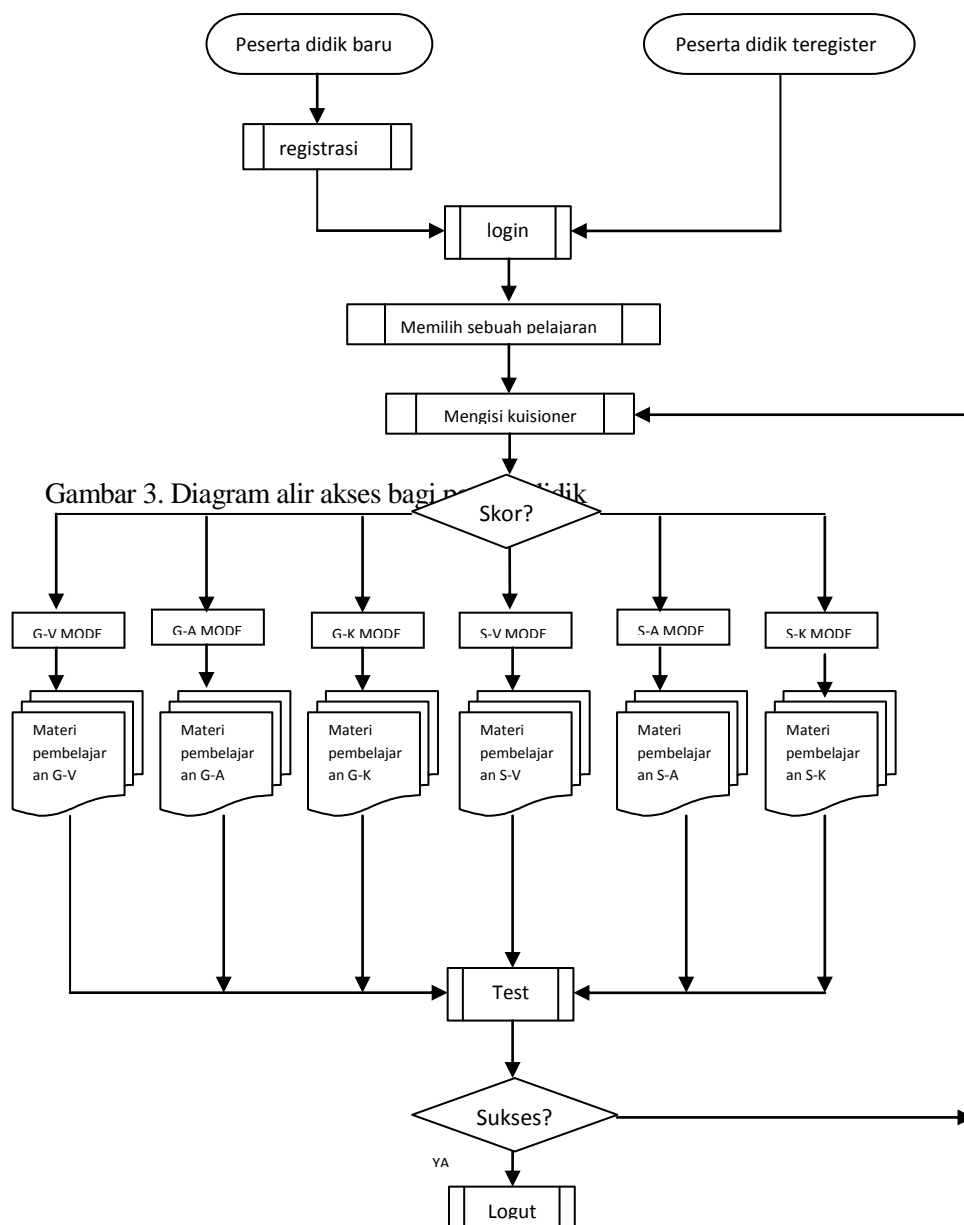 Peserta didik baru
Peserta didik teregister
registrasi
login
Memilih sebuah pelajaran
Mengisi kuisioner
Gambar 3. Diagram alir akses bagi didik
Skor?
G-V MODE
G-A MODE
G-K MODE
S-V MODE
S-A MODE
S-K MODE
Materi
pembelajar
an G-V
Materi
pembelajar
an G-A
Materi
pembelajar
an G-K
Materi
pembelajar
an S-V
Materi
pembelajar
an S-A
Materi
pembelajar
an S-K
Test
Sukses?
YA
Logut